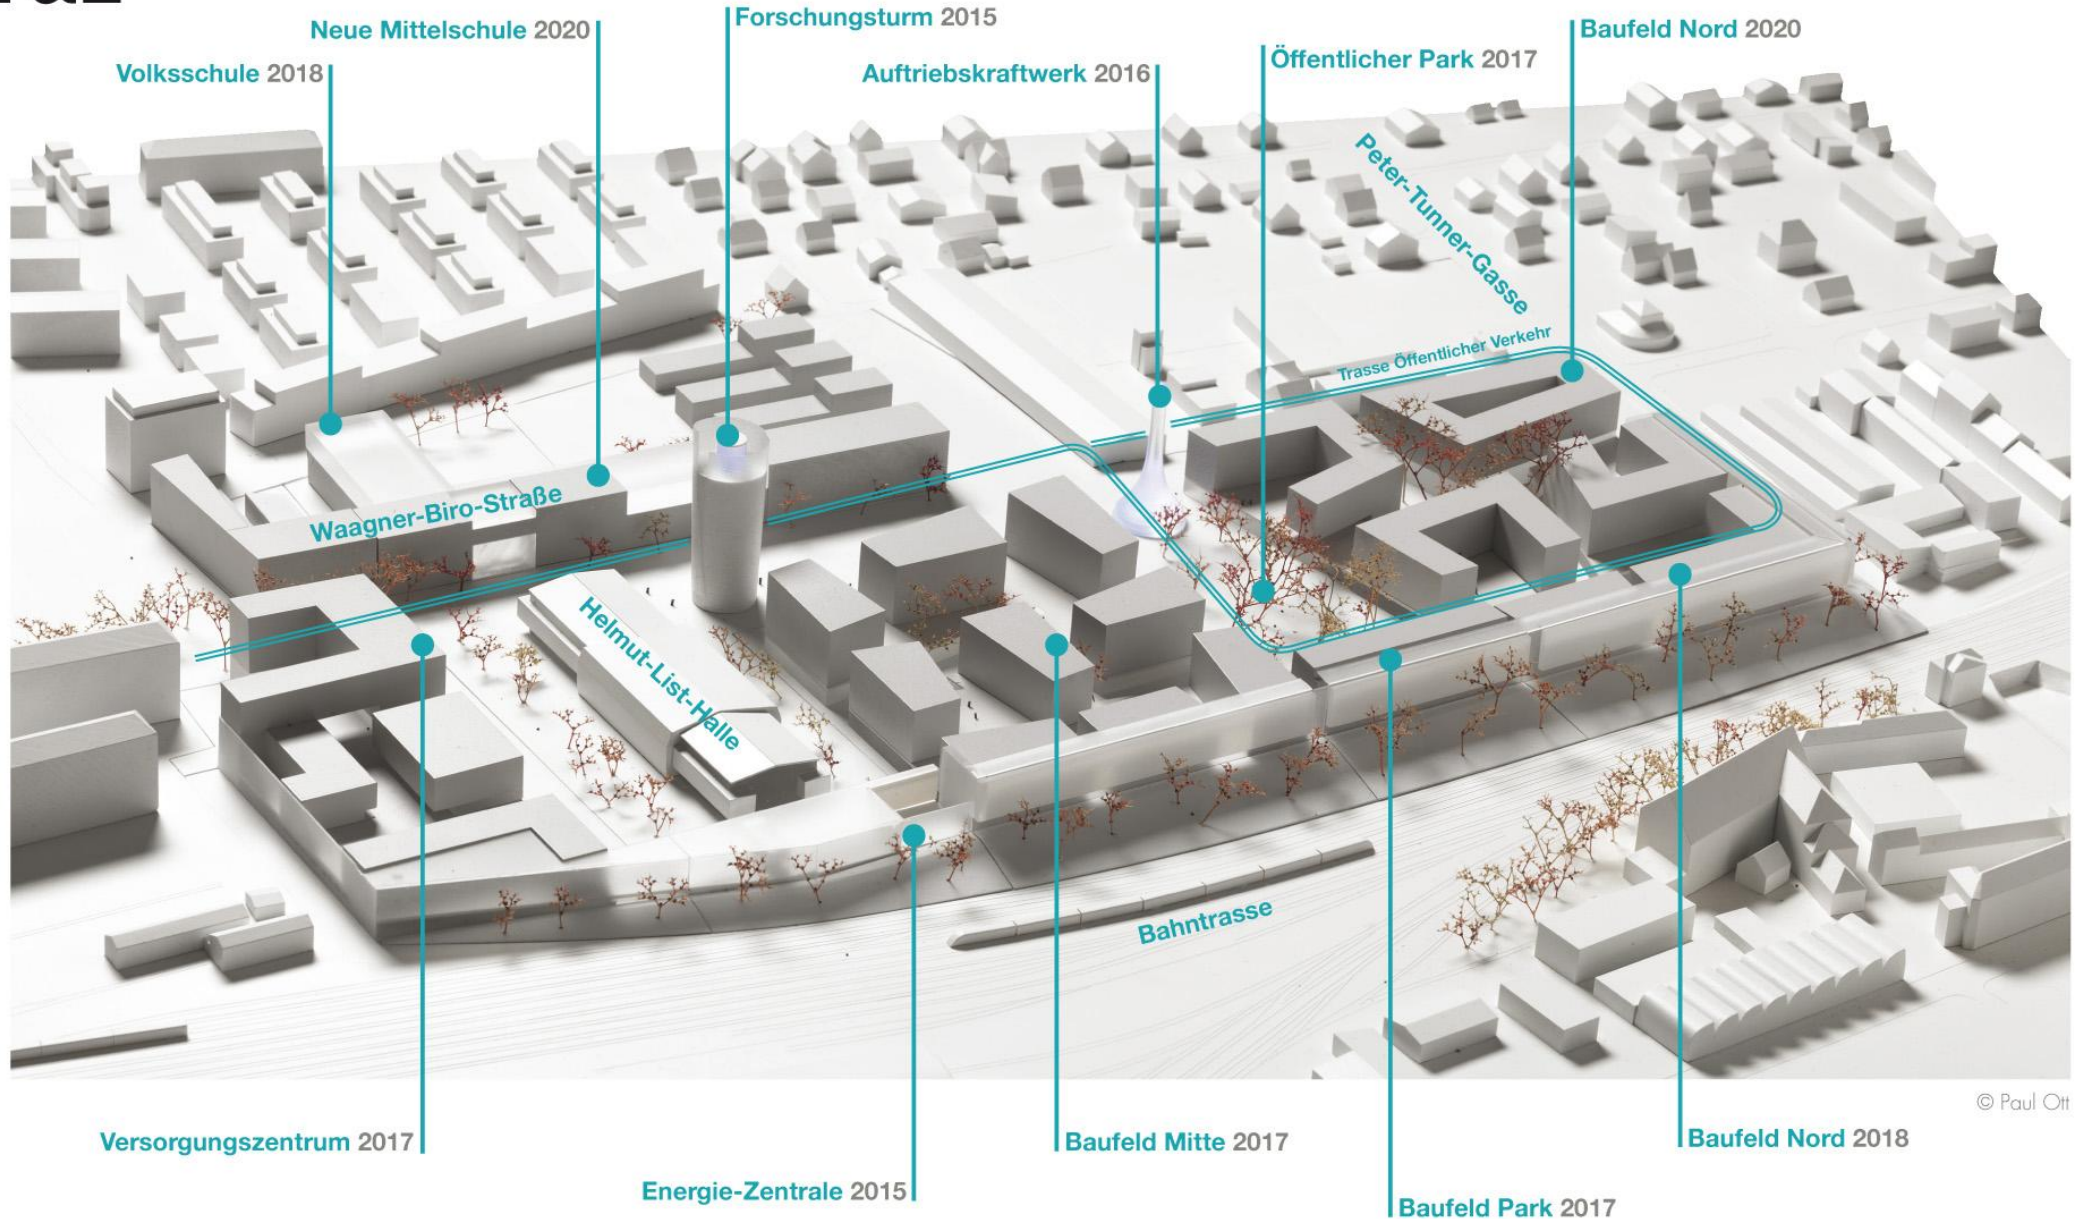 Forschungsturm 2015
Neue Mittelschule 2020
Baufeld Nord 2020
Öffentlicher Park 2017
Volksschule 2018
Auftriebskraftwerk 2016
Peter-Tunner-Gasse
Trasse Öffentlicher Verkehr
Waagner-Biro-Straße
Helmut-List-Halle
Bahntrasse
© Paul Ott
Versorgungszentrum 2017
Baufeld Mitte 2017
Baufeld Nord 2018
Energie-Zentrale 2015
Baufeld Park 2017